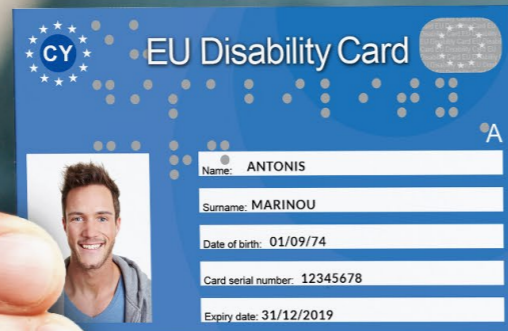 CY
EU Disability Card
A
Name: ANTONIS
Surname: MARINOU
Date of birth: 01/09/74
Card serial number: 12345678
Expiry date: 31/12/2019